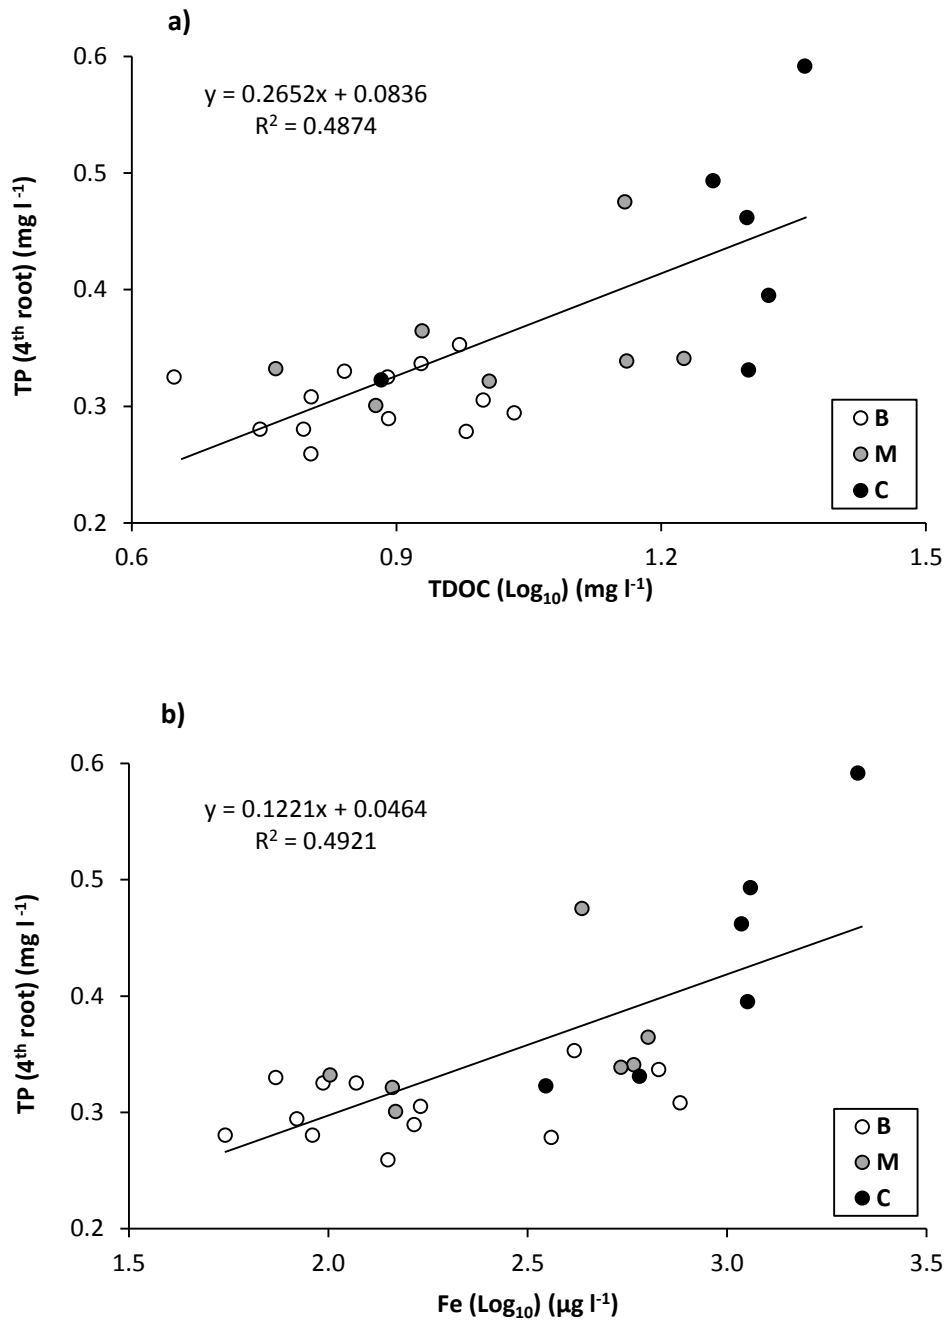 a)
y = 0.2652x + 0.0836
R² = 0.4874
TP (4ᵗʰ root) (mg l⁻¹)
0.6
0.5
0.4
0.3
0.2
B
M
C
0.6 0.9 1.2 1.5
TDOC (Log₁₀) (mg l⁻¹)
b)
y = 0.1221x + 0.0464
R² = 0.4921
TP (4ᵗʰ root) (mg l⁻¹)
0.6
0.5
0.4
0.3
0.2
B
M
C
1.5 2.0 2.5 3.0 3.5
Fe (Log₁₀) (µg l⁻¹)